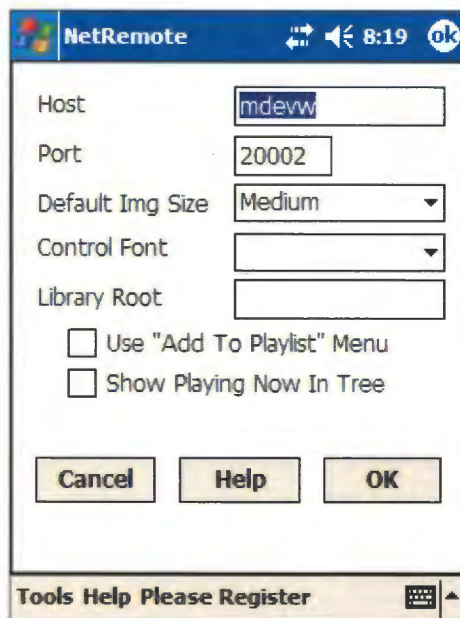 NetRemote 8:19 ok
Host mdevw
Port 20002
Default Img Size Medium
Control Font
Library Root
Use "Add To Playlist" Menu
Show Playing Now In Tree
Cancel Help OK
Tools Help Please Register